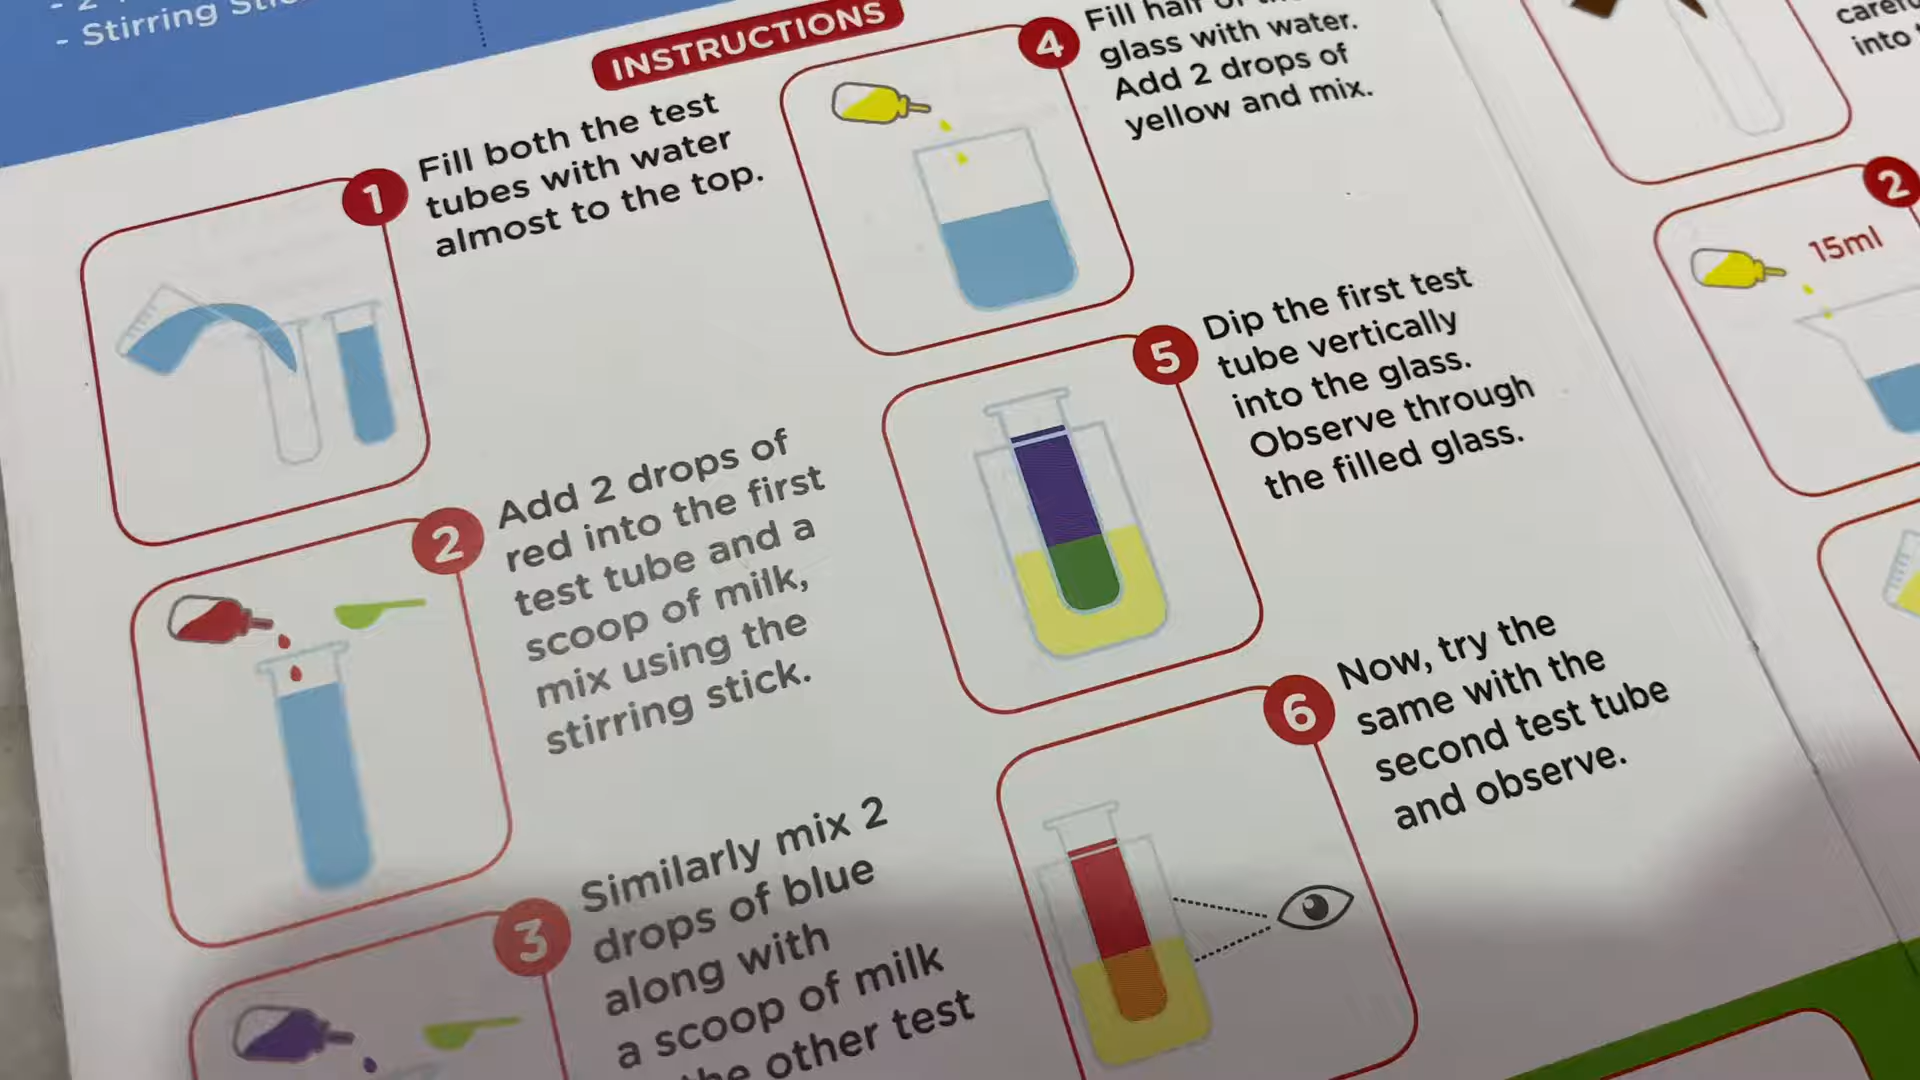 - Stirring
INSTRUCTIONS
1
Fill both the test
tubes with water
almost to the top.
2
Add 2 drops of
red into the first
test tube and a
scoop of milk,
mix using the
stirring stick.
3
Similarly mix 2
drops of blue
along with
a scoop of milk
other test
4
Fill half
glass with water.
Add 2 drops of
yellow and mix.
5
Dip the first test
tube vertically
into the glass.
Observe through
the filled glass.
6
Now, try the
same with the
second test tube
and observe.
into
2
15ml